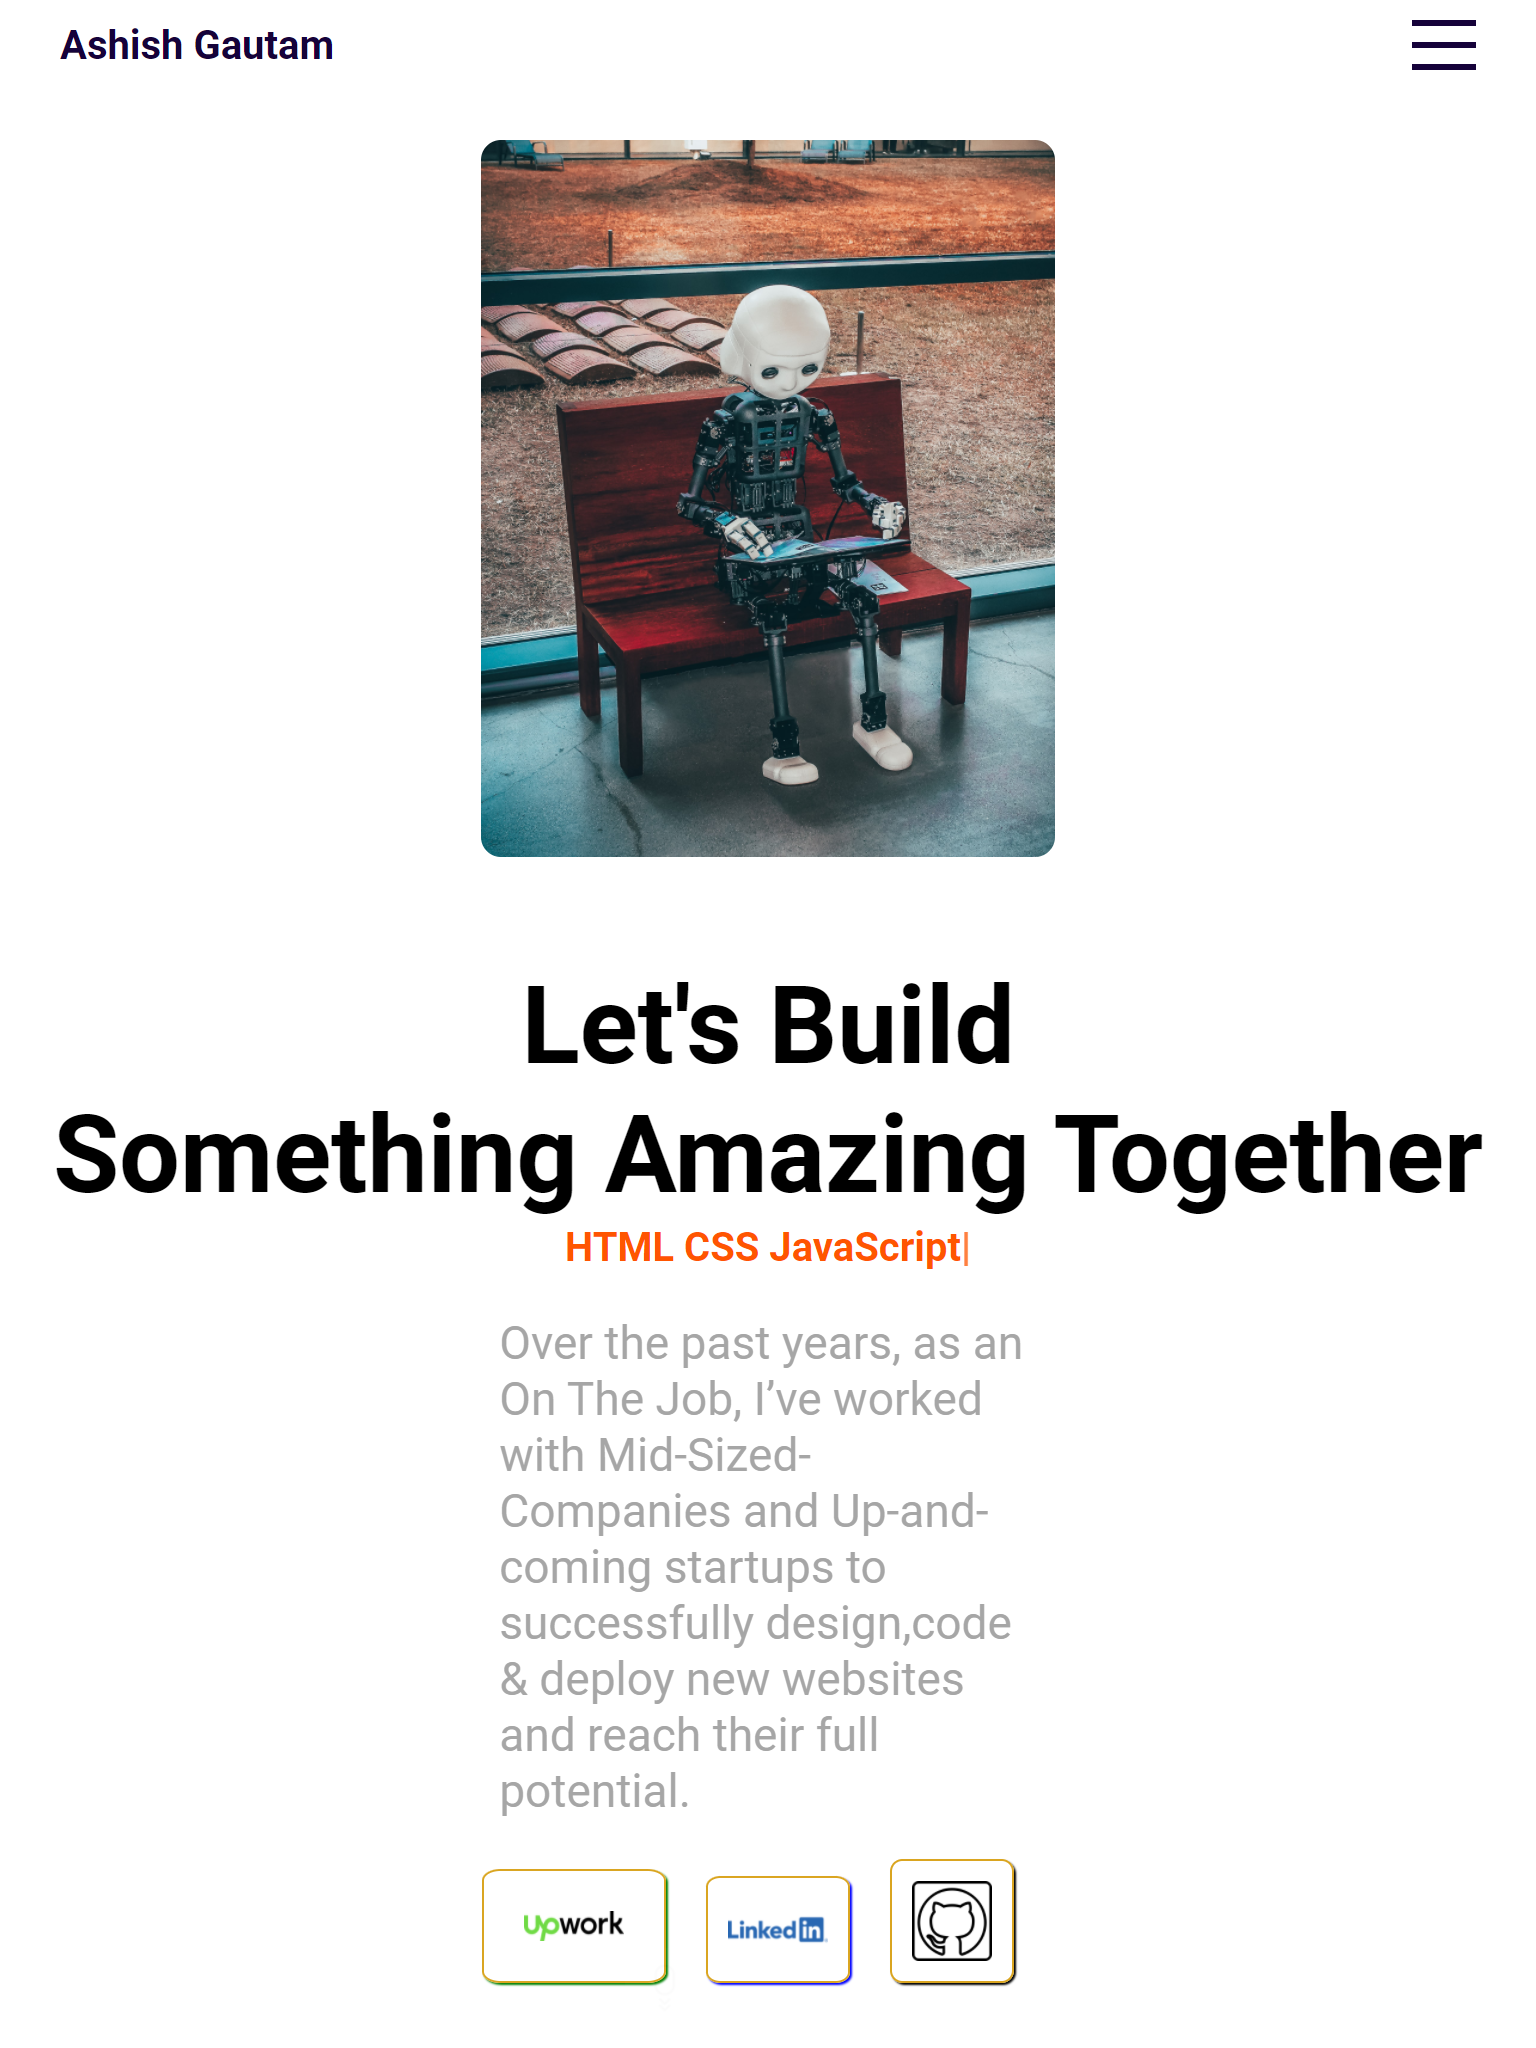 Ashish Gautam
Let's Build
Something Amazing Together
HTML CSS JavaScript|
Over the past years, as an
On The Job, I’ve worked
with Mid-Sized-
Companies and Up-and-
coming startups to
successfully design,code
& deploy new websites
and reach their full
potential.
upwork
Linked in